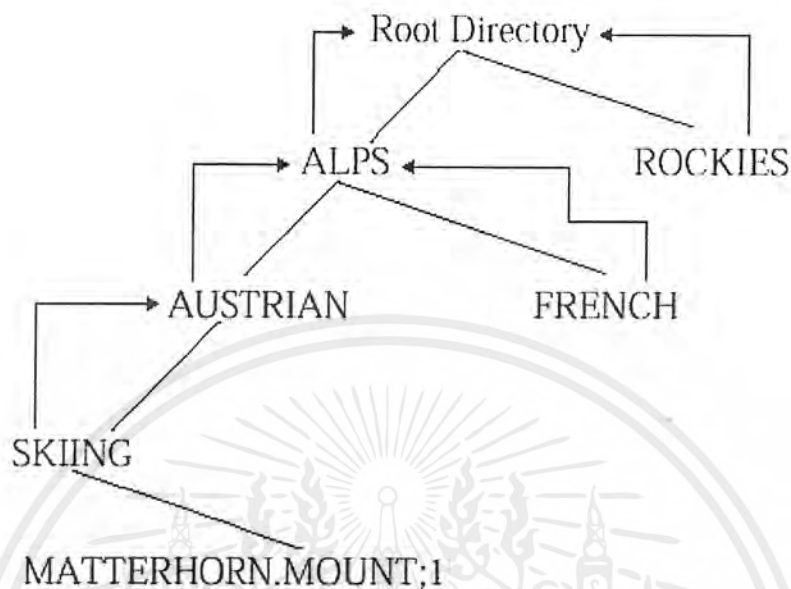 Root Directory
ALPS ROCKIES
AUSTRIAN FRENCH
SKIING
MATTERHORN.MOUNT;1